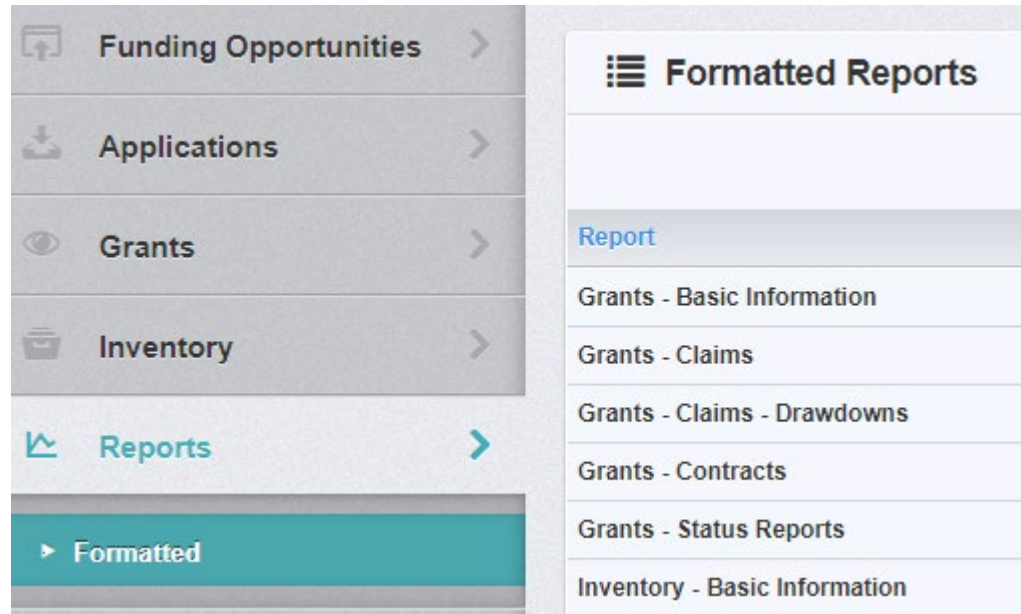 Funding Opportunities
Applications
Grants
Inventory
Reports
Formatted
Formatted Reports
Report
Grants - Basic Information
Grants - Claims
Grants - Claims - Drawdowns
Grants - Contracts
Grants - Status Reports
Inventory - Basic Information